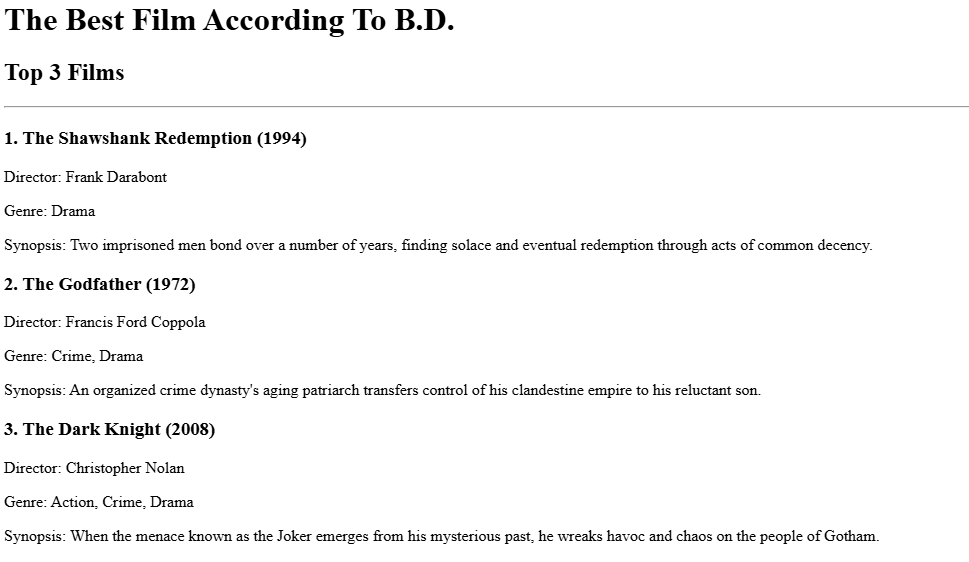 The Best Film According To B.D.
Top 3 Films
1. The Shawshank Redemption (1994)
Director: Frank Darabont
Genre: Drama
Synopsis: Two imprisoned men bond over a number of years, finding solace and eventual redemption through acts of common decency.
2. The Godfather (1972)
Director: Francis Ford Coppola
Genre: Crime, Drama
Synopsis: An organized crime dynasty's aging patriarch transfers control of his clandestine empire to his reluctant son.
3. The Dark Knight (2008)
Director: Christopher Nolan
Genre: Action, Crime, Drama
Synopsis: When the menace known as the Joker emerges from his mysterious past, he wreaks havoc and chaos on the people of Gotham.